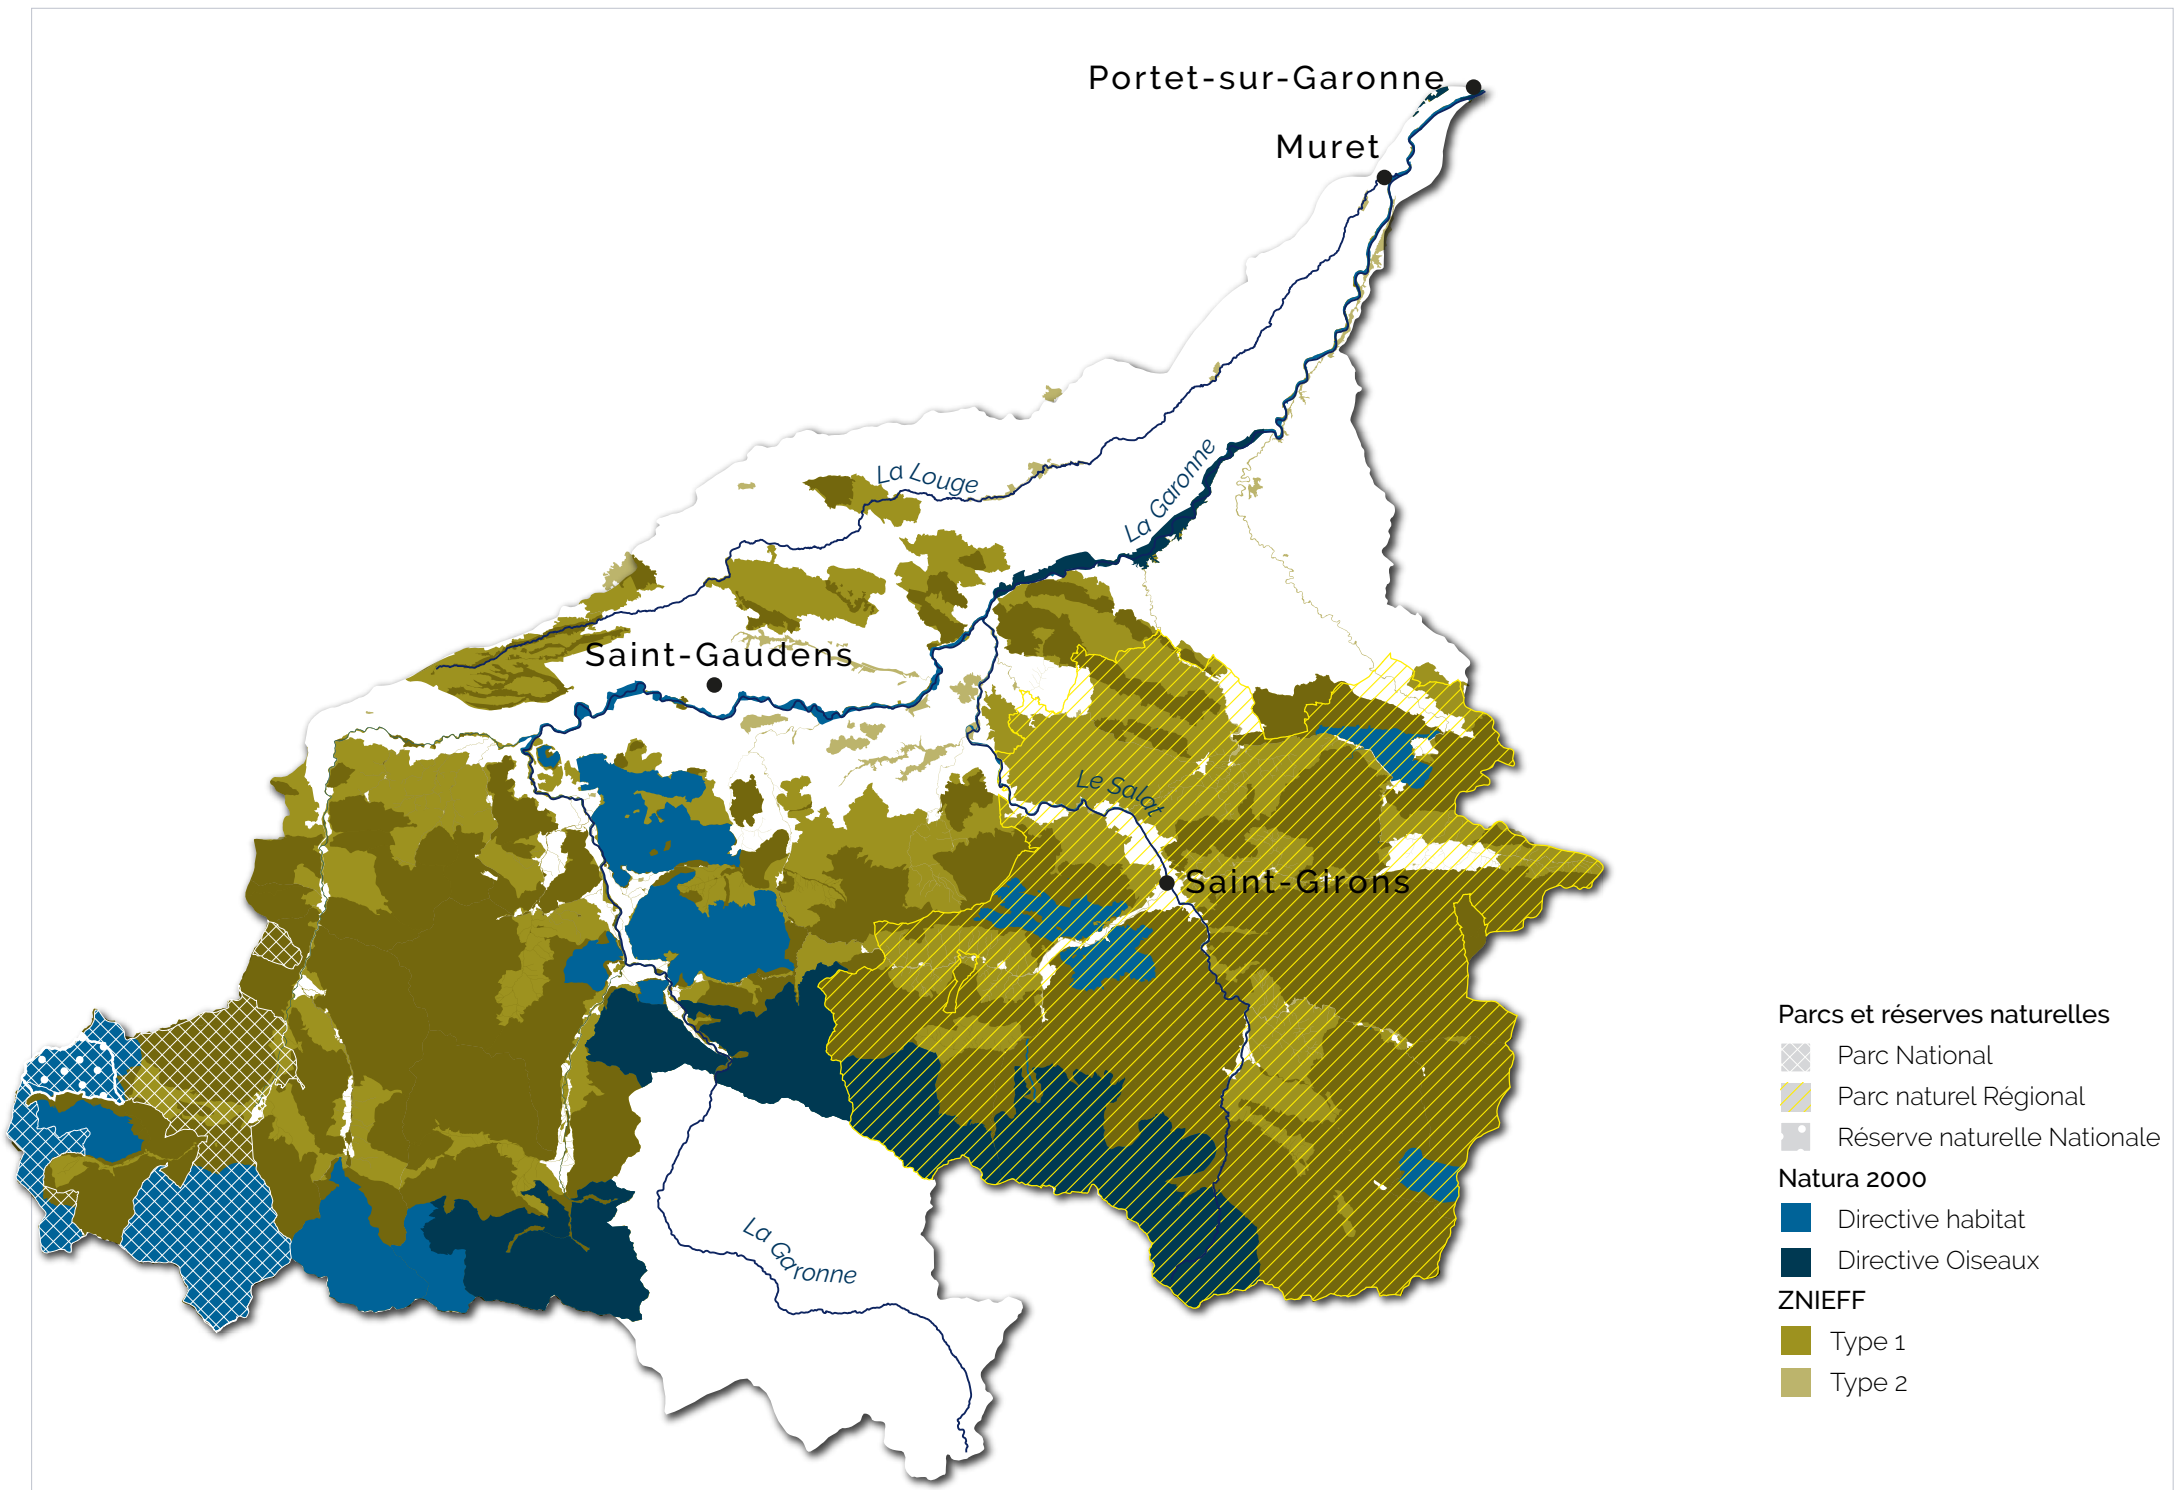 Portet-sur-Garonne
Muret
La Louge
La Garonne
Saint-Gaudens
Le Salat
Saint-Girons
La Garonne
Parcs et réserves naturelles
Parc National
Parc naturel Régional
Réserve naturelle Nationale
Natura 2000
Directive habitat
Directive Oiseaux
ZNIEFF
Type 1
Type 2